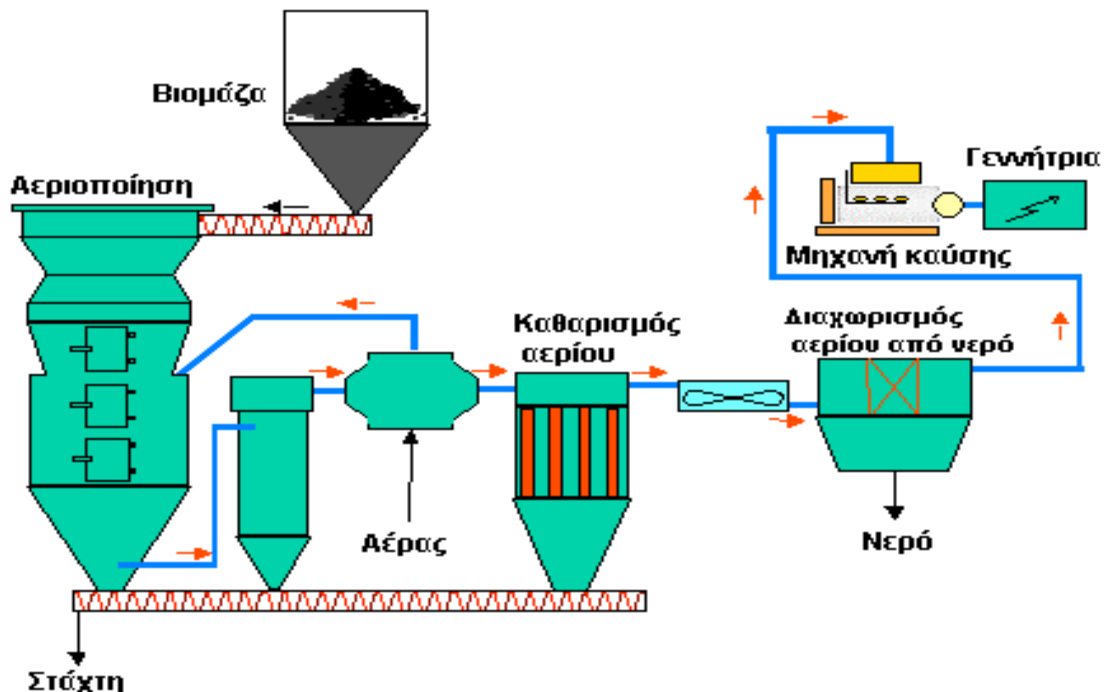 Βιομάζα
Αεριοποίηση
Γεννήτρια
Μηχανή καύσης
Καθαρισμός
αερίου
Διαχωρισμός
αερίου από νερό
Αέρας
Νερό
Στάχτη